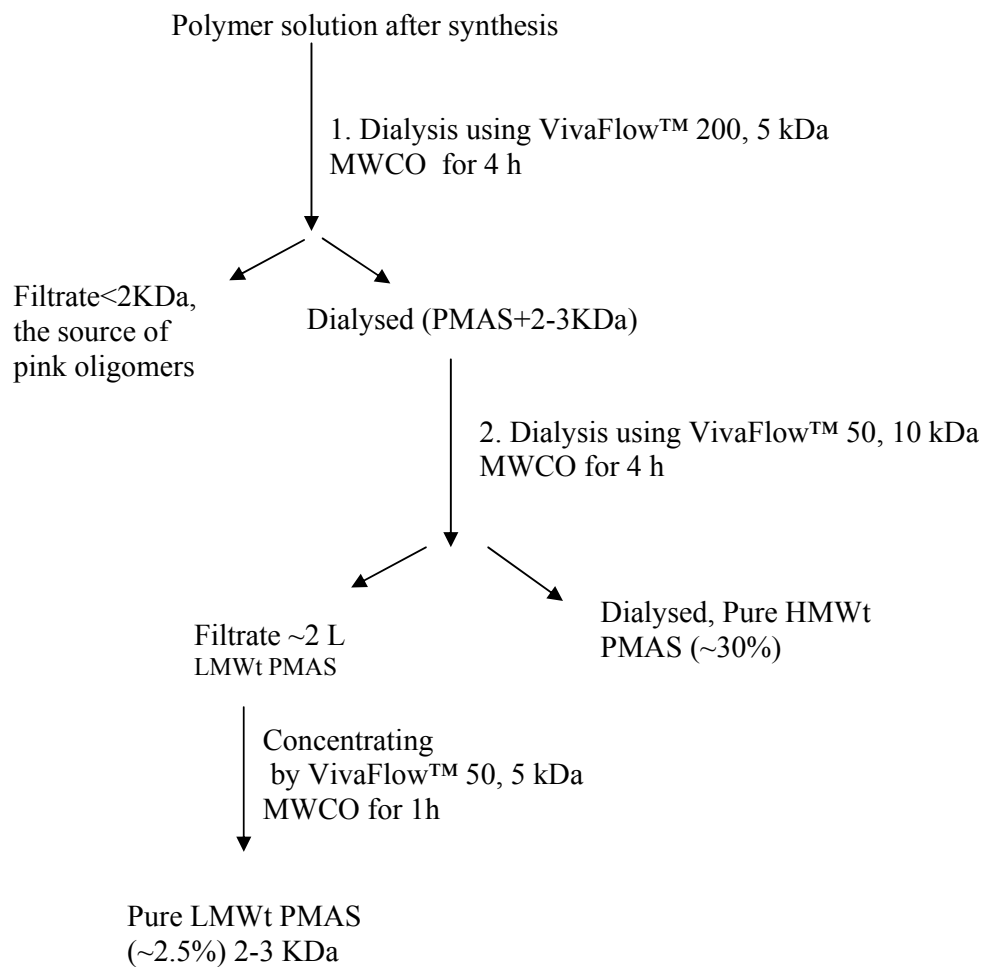 Polymer solution after synthesis
1. Dialysis using VivaFlow™ 200, 5 kDa
MWCO for 4 h
Filtrate<2KDa,
the source of
pink oligomers
Dialysed (PMAS+2-3KDa)
2. Dialysis using VivaFlow™ 50, 10 kDa
MWCO for 4 h
Filtrate ~2 L
LMWt PMAS
Dialysed, Pure HMWt
PMAS (~30%)
Concentrating
by VivaFlow™ 50, 5 kDa
MWCO for 1h
Pure LMWt PMAS
(~2.5%) 2-3 KDa